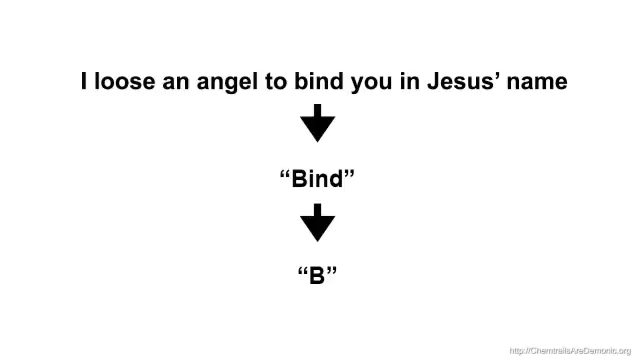 I loose an angel to bind you in Jesus’ name
“Bind”
“B”
http://ChemtrailsAreDemonic.org